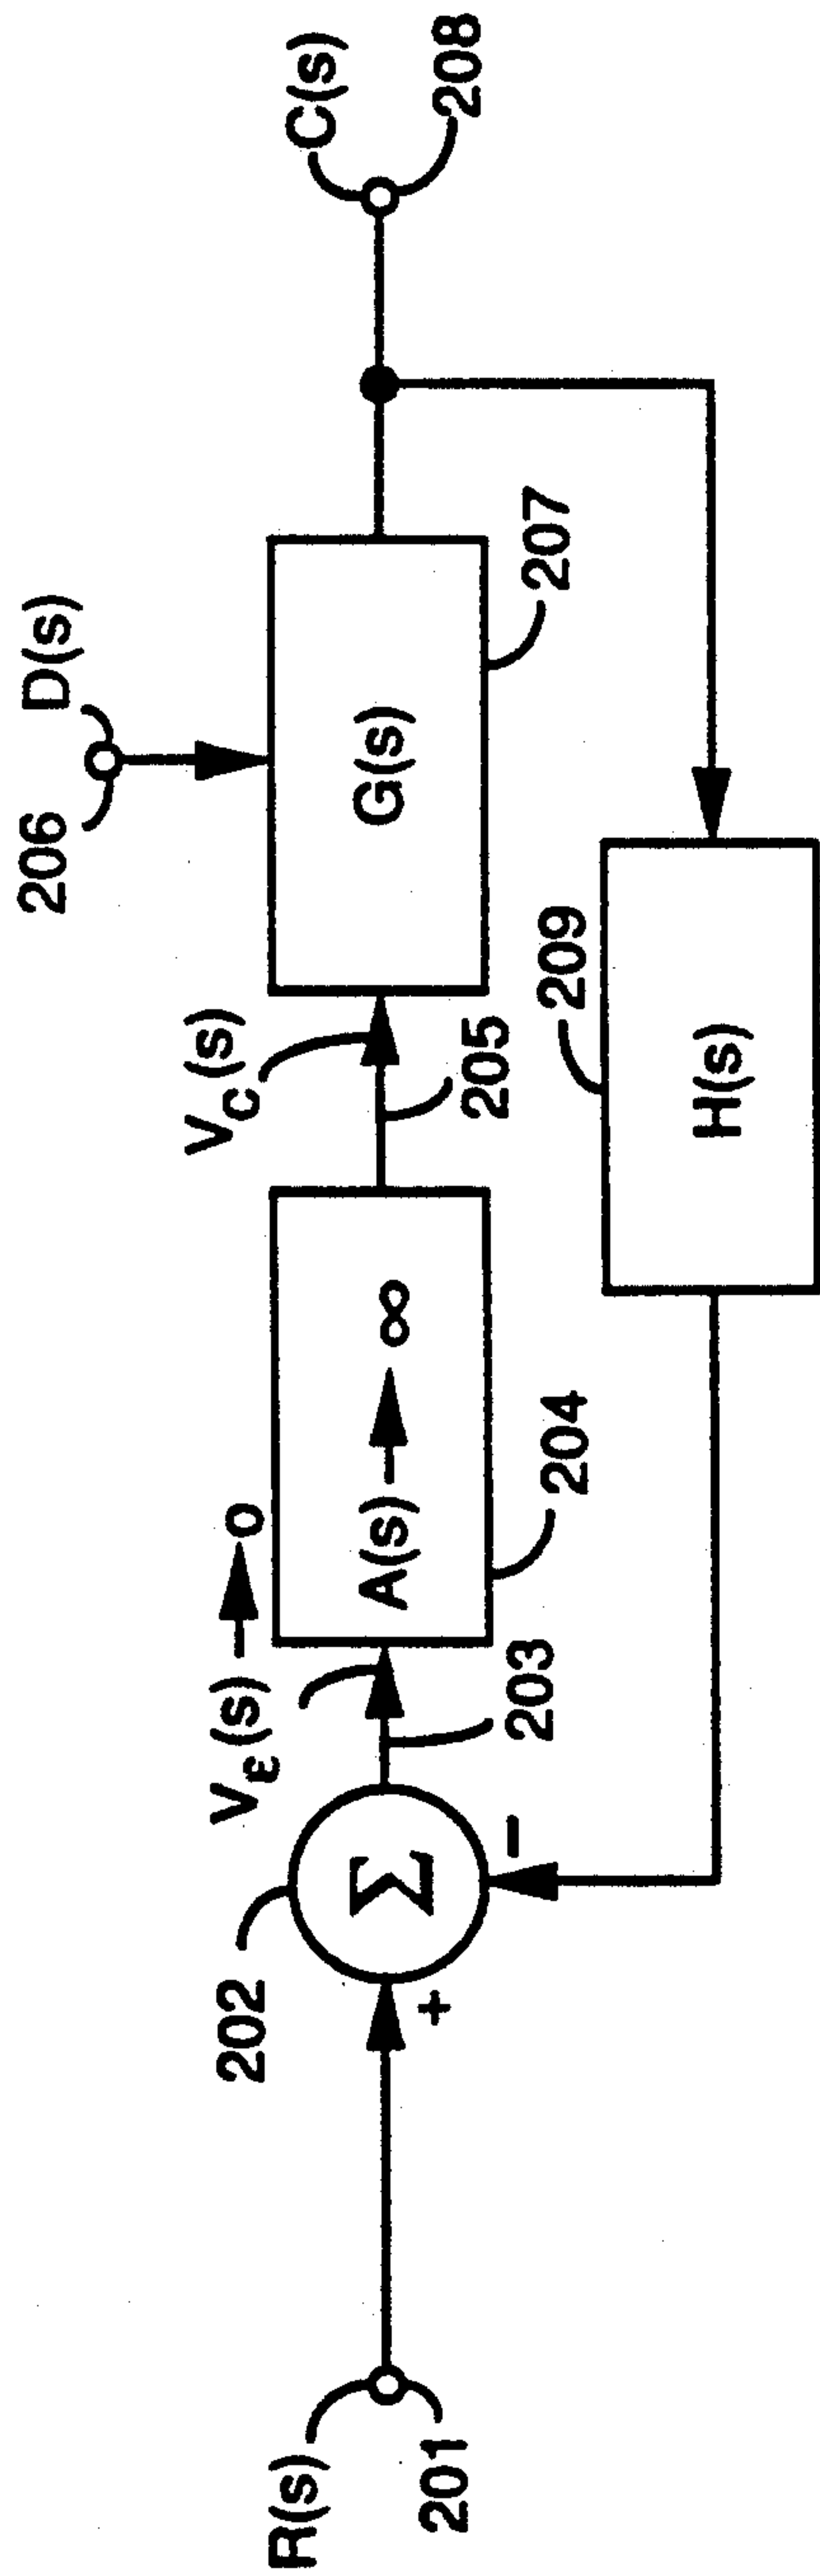 206
D(s)
C(s)
208
Vε(s) → 0
VC(s)
202
Σ
A(s) → ∞
G(s)
R(s)
201
+
−
203
204
205
207
209
H(s)